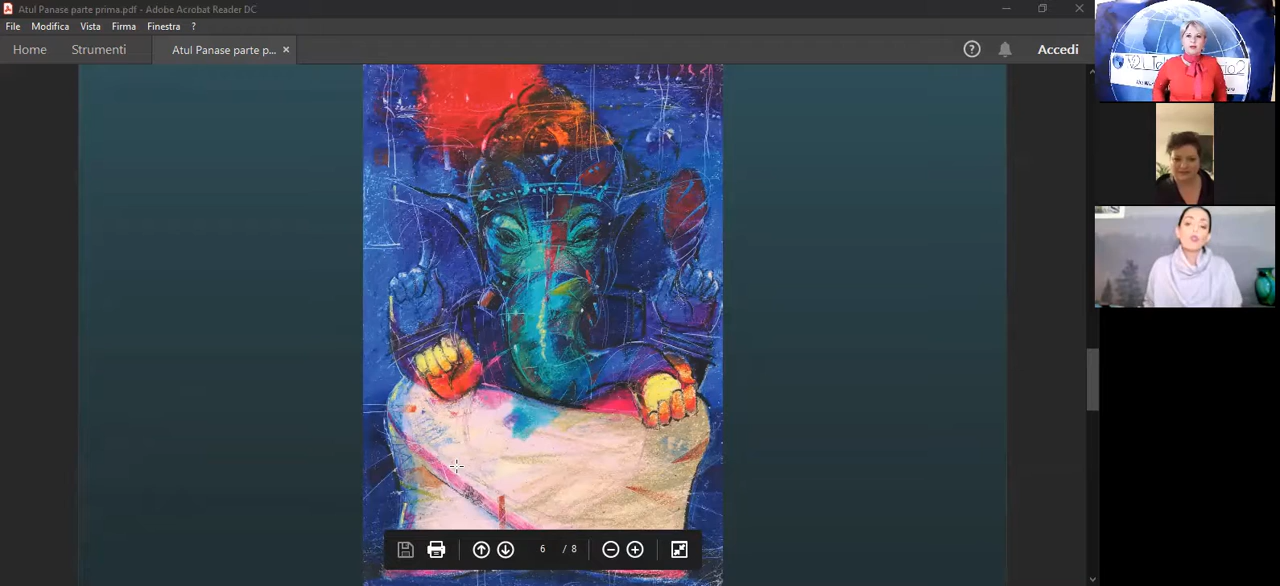 Atul Panase parte prima.pdf - Adobe Acrobat Reader DC
File Modifica Vista Firma Finestra ?
Home Strumenti Atul Panase parte p... × ? Accedi
6 / 8